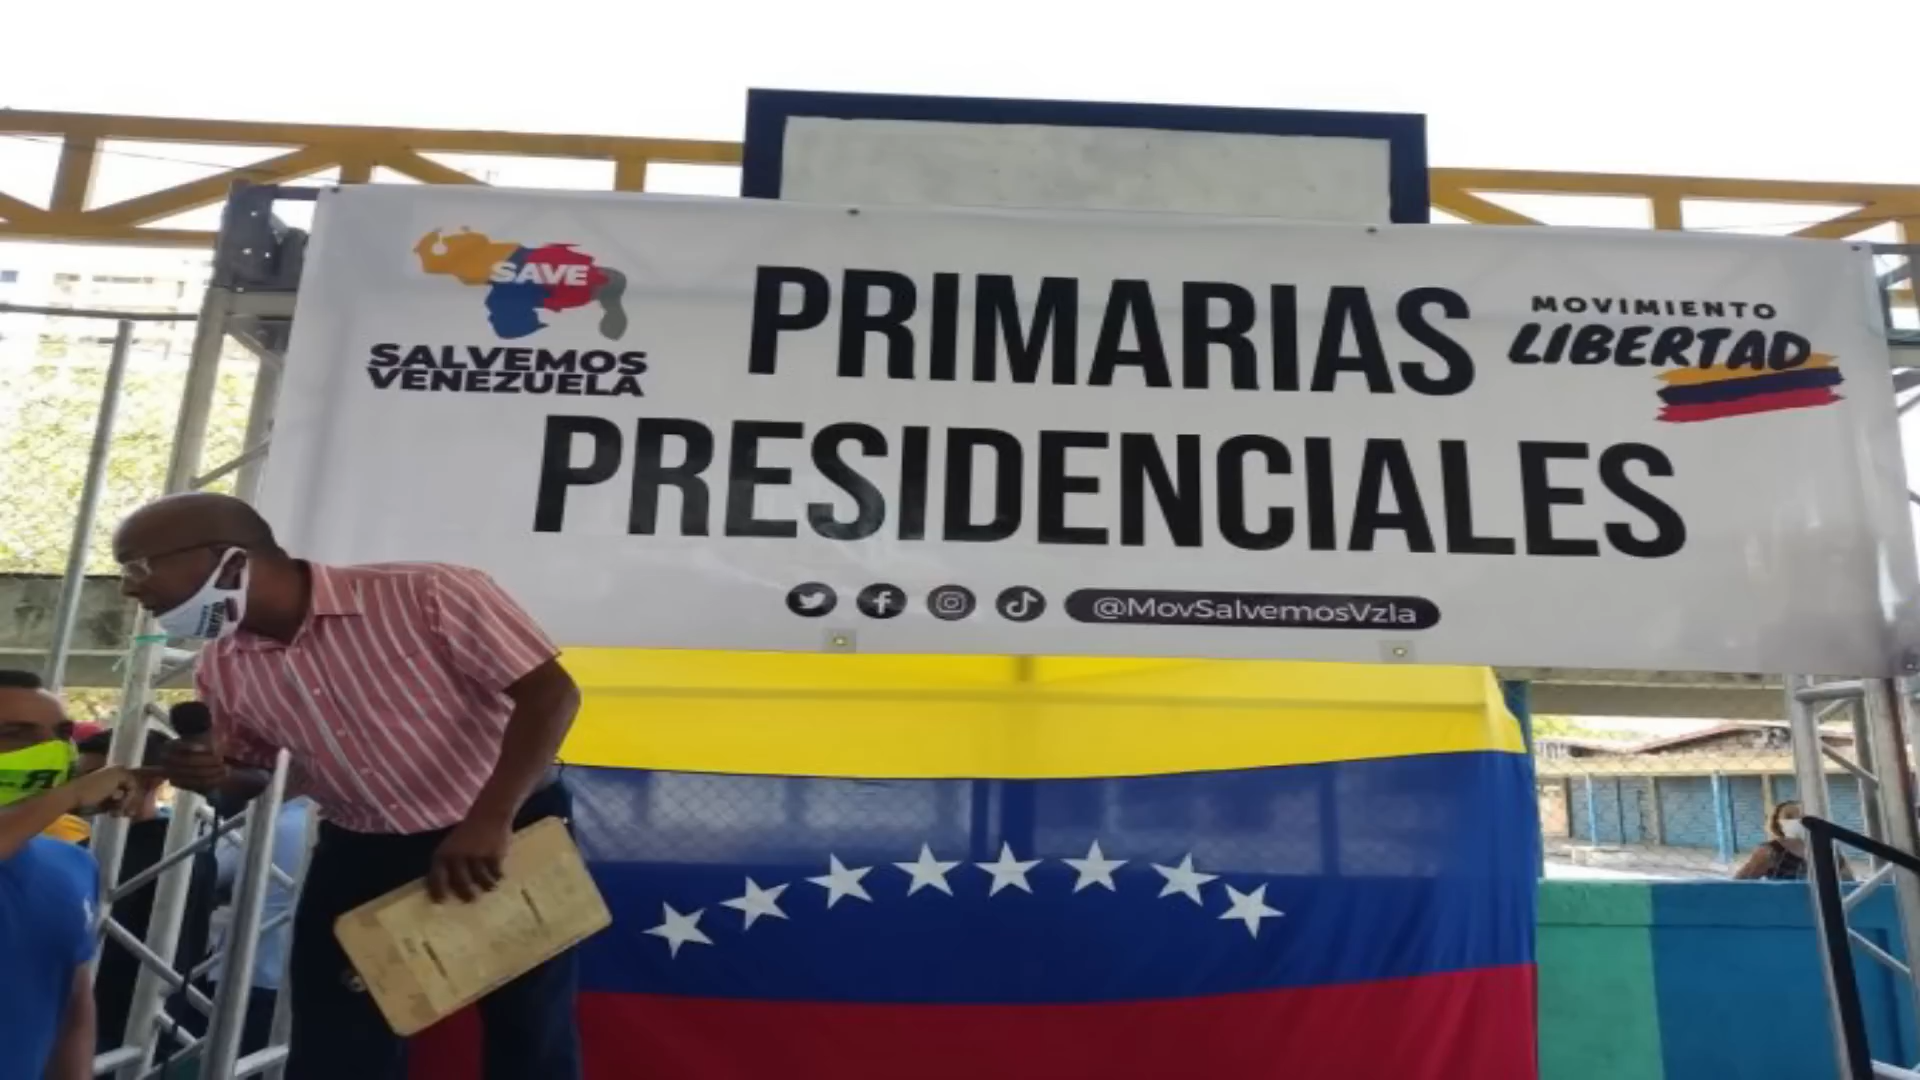 SAVE
SALVEMOS
VENEZUELA
PRIMARIAS
PRESIDENCIALES
MOVIMIENTO
LIBERTAD
@MovSalvemosVzla